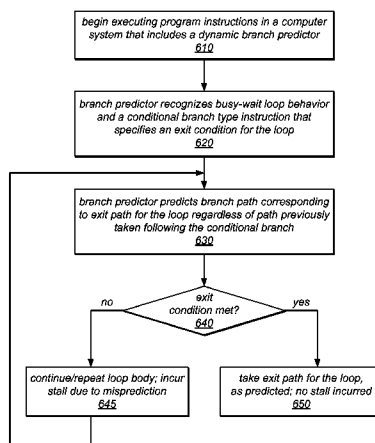 begin executing program instructions in a computer
system that includes a dynamic branch predictor
610
branch predictor recognizes busy-wait loop behavior
and a conditional branch type instruction that
specifies an exit condition for the loop
620
branch predictor predicts branch path corresponding
to exit path for the loop regardless of path previously
taken following the conditional branch
630
no
exit
condition met?
640
yes
continue/repeat loop body; incur
stall due to misprediction
645
take exit path for the loop,
as predicted; no stall incurred
650